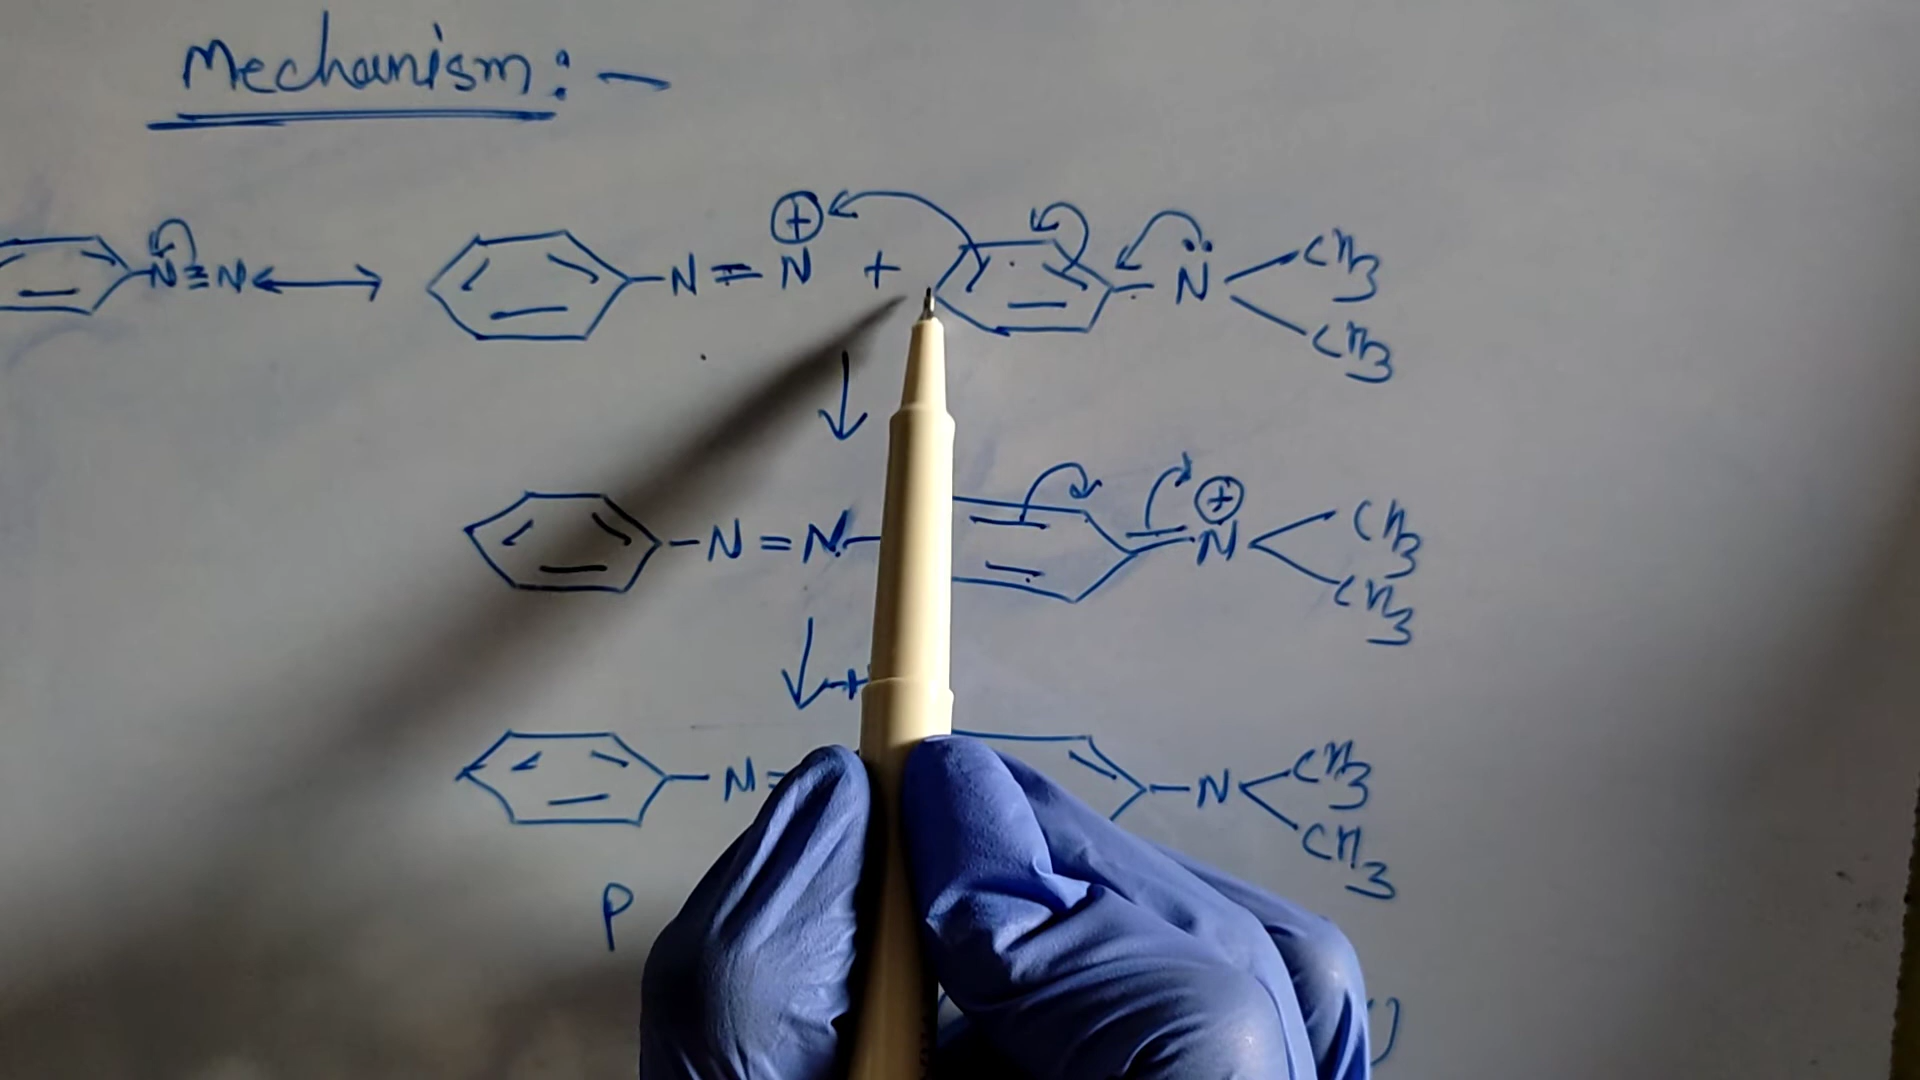 Mechanism:-
N≡N ↔ N=N ⊕ + N̈ CH3 CH3
N=N- =N ⊕ CH3 CH3
-H
N= -N CH3 CH3
P